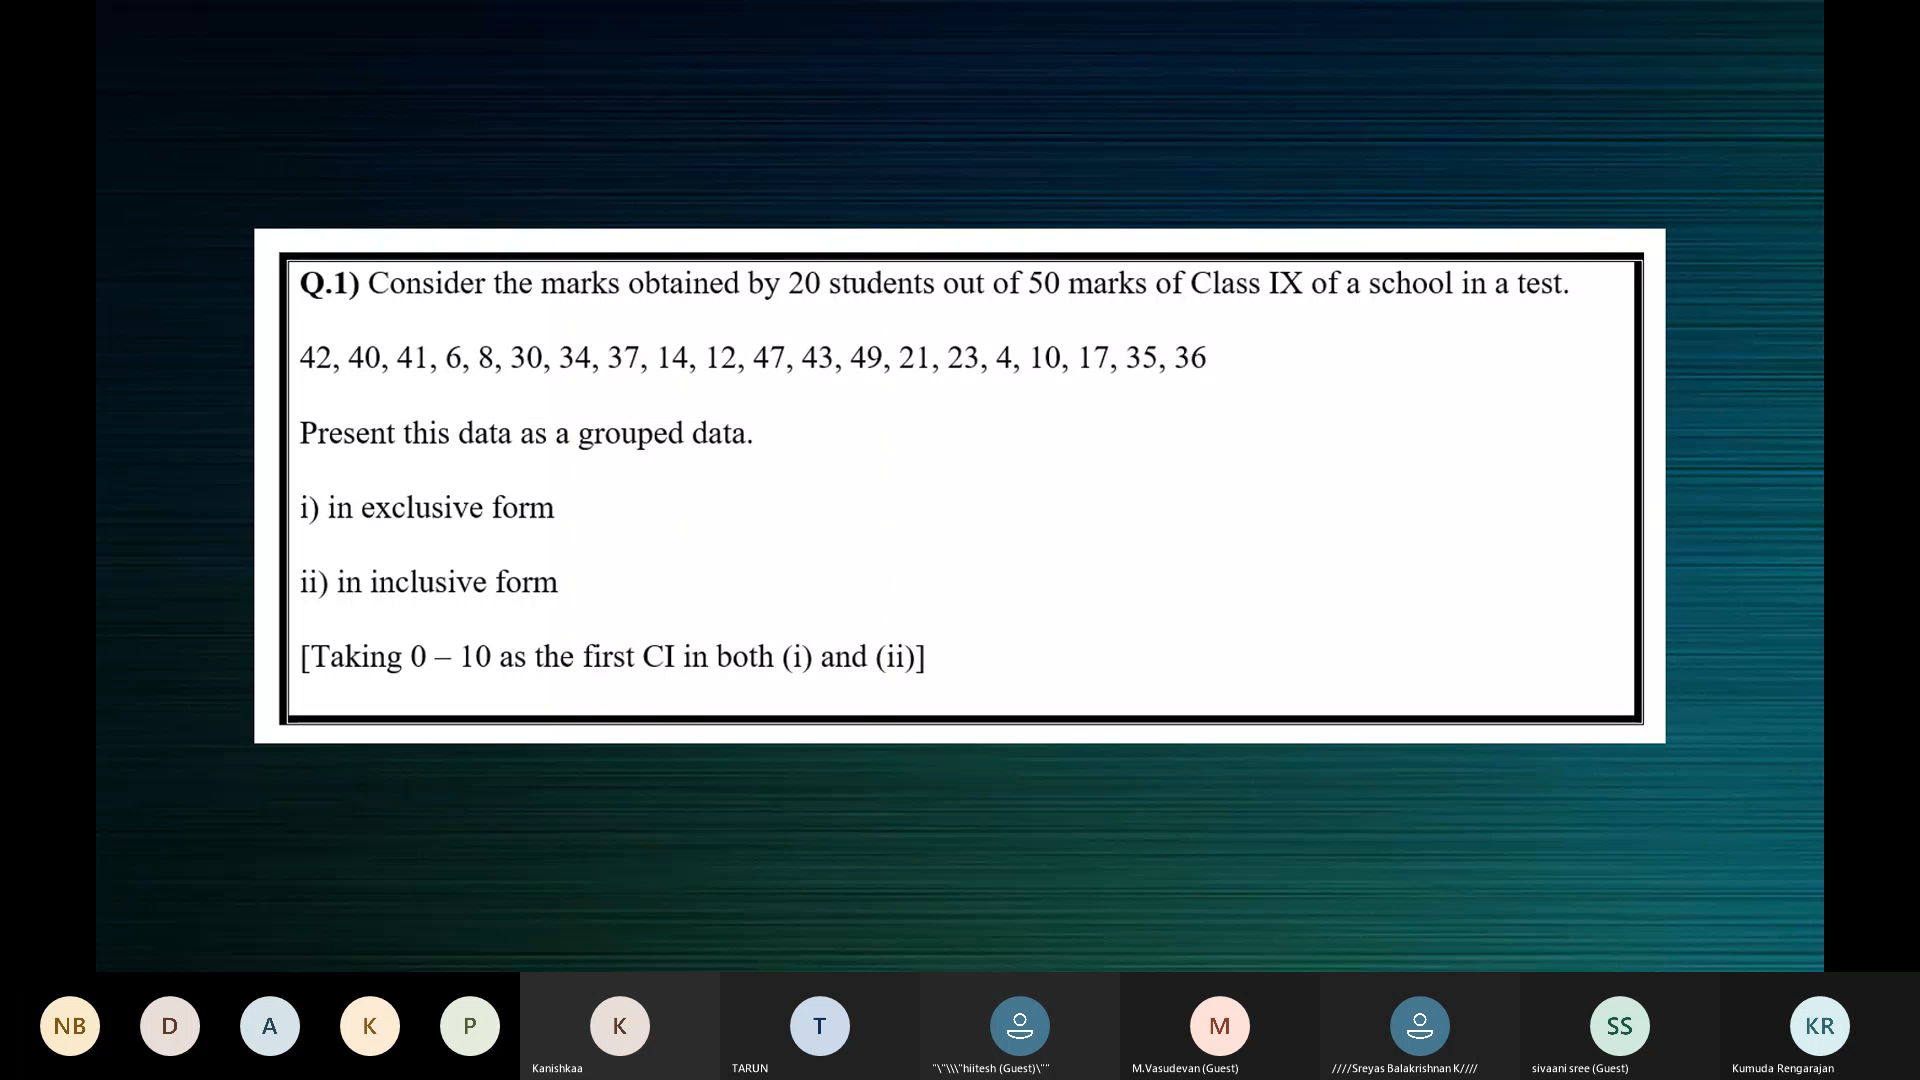 Q.1) Consider the marks obtained by 20 students out of 50 marks of Class IX of a school in a test.
42, 40, 41, 6, 8, 30, 34, 37, 14, 12, 47, 43, 49, 21, 23, 4, 10, 17, 35, 36
Present this data as a grouped data.
i) in exclusive form
ii) in inclusive form
[Taking 0 – 10 as the first CI in both (i) and (ii)]
NB D A K P K T M SS KR
Kanishkaa TARUN "\"\\\"hiitesh (Guest)\"" M.Vasudevan (Guest) ////Sreyas Balakrishnan K//// sivaani sree (Guest) Kumuda Rengarajan